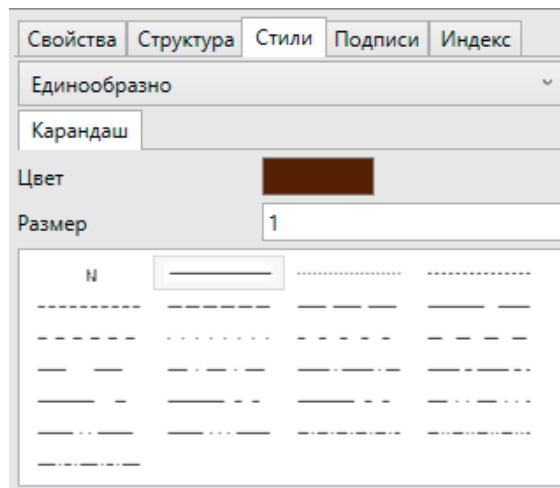 Свойства Структура Стили Подписи Индекс
Единообразно
Карандаш
Цвет
Размер 1
N